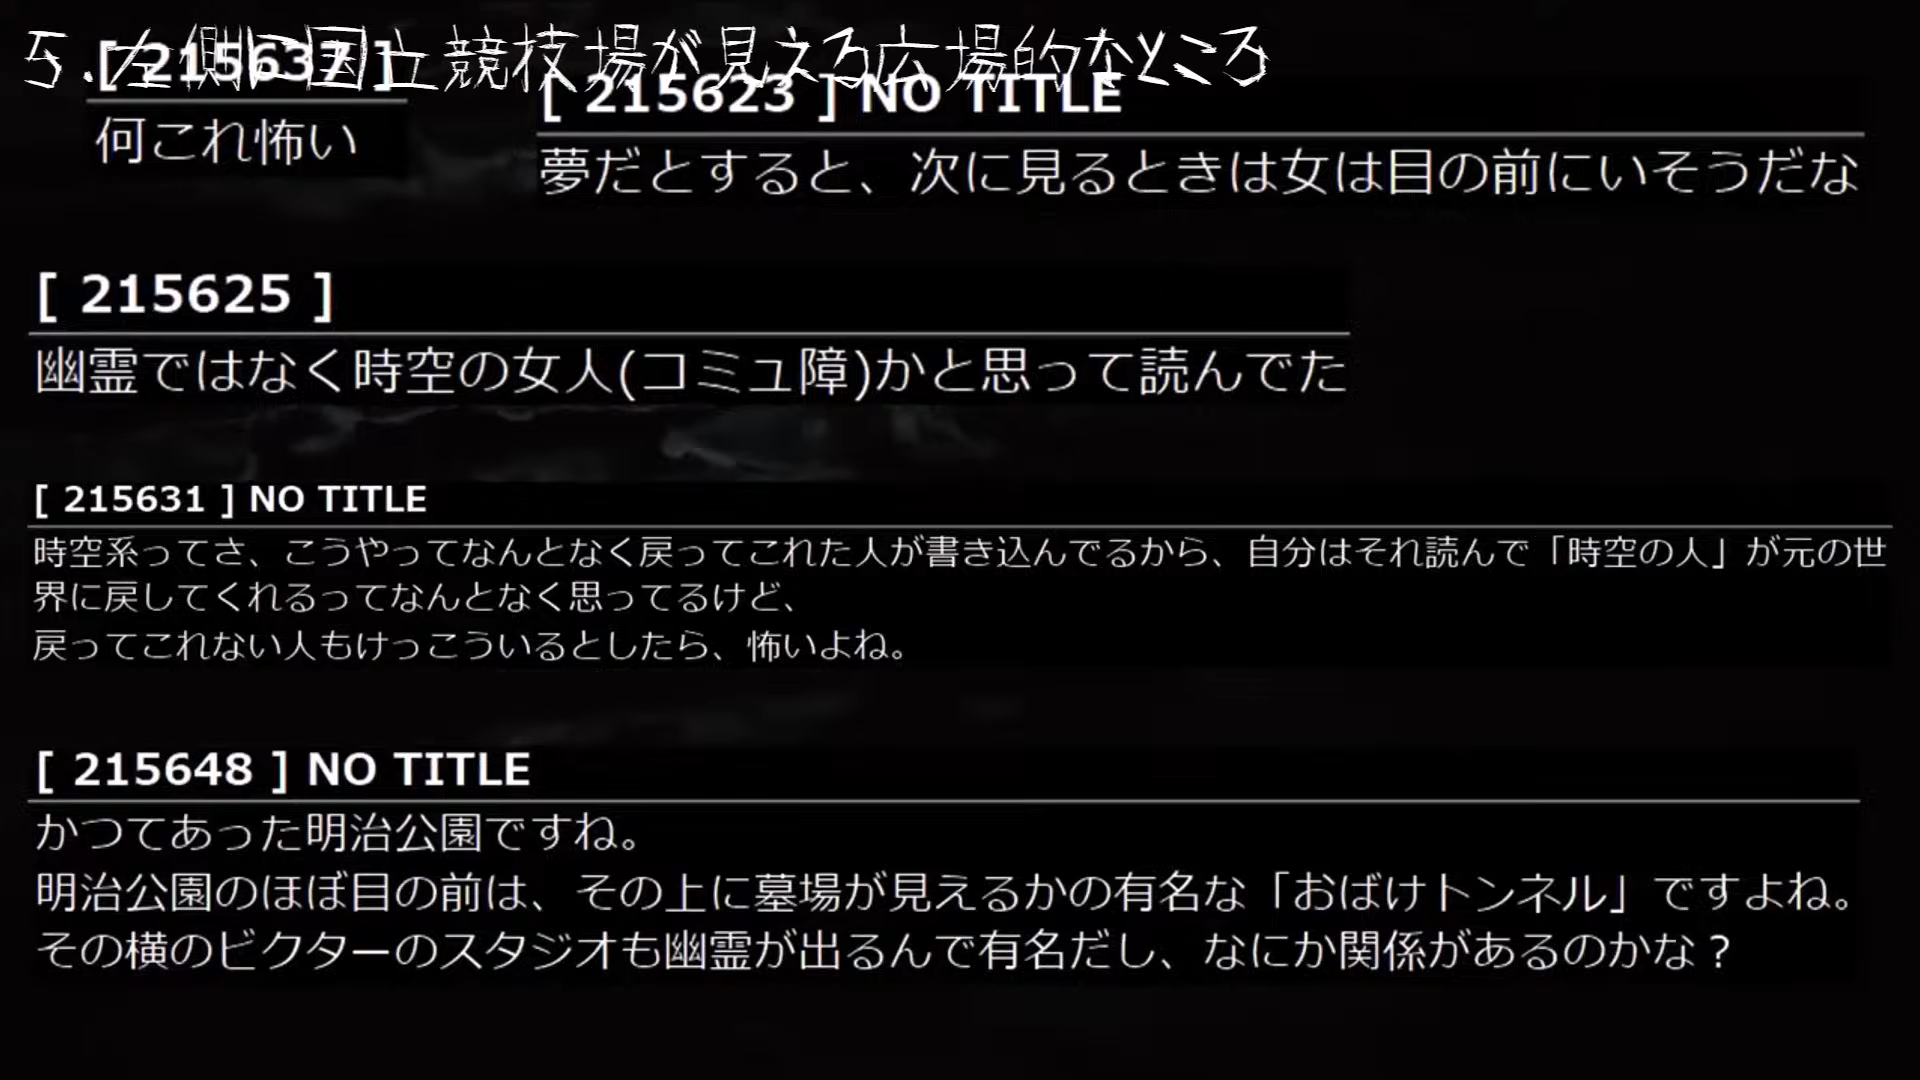 5.左側に国立競技場が見える広場的なところ
[ 215637 ]
何これ怖い
[ 215623 ] NO TITLE
夢だとすると、次に見るときは女は目の前にいそうだな
[ 215625 ]
幽霊ではなく時空の女人(コミュ障)かと思って読んでた
[ 215631 ] NO TITLE
時空系ってさ、こうやってなんとなく戻ってこれた人が書き込んでるから、自分はそれ読んで「時空の人」が元の世
界に戻してくれるってなんとなく思ってるけど、
戻ってこれない人もけっこういるとしたら、怖いよね。
[ 215648 ] NO TITLE
かつてあった明治公園ですね。
明治公園のほぼ目の前は、その上に墓場が見えるかの有名な「おばけトンネル」ですよね。
その横のビクターのスタジオも幽霊が出るんで有名だし、なにか関係があるのかな？